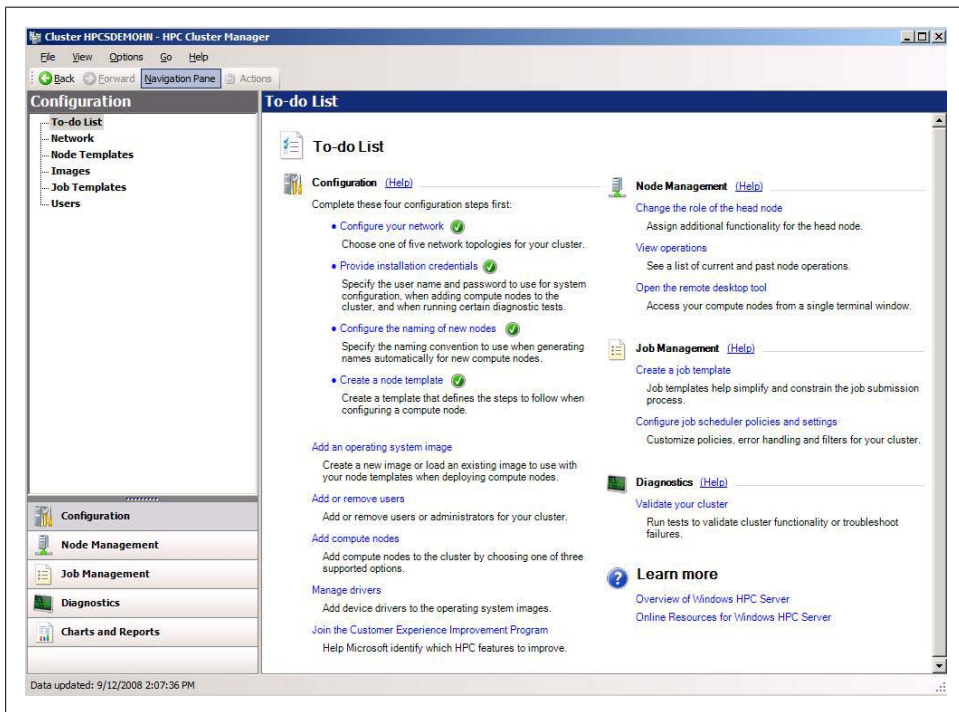 Cluster HPCSDEMOHN - HPC Cluster Manager
File View Options Go Help
Back Forward Navigation Pane Actions
Configuration
To-do List
Network
Node Templates
Images
Job Templates
Users
Configuration
Node Management
Job Management
Diagnostics
Charts and Reports
To-do List
To-do List
Configuration (Help)
Complete these four configuration steps first:
• Configure your network
Choose one of five network topologies for your cluster.
• Provide installation credentials
Specify the user name and password to use for system
configuration, when adding compute nodes to the
cluster, and when running certain diagnostic tests.
• Configure the naming of new nodes
Specify the naming convention to use when generating
names automatically for new compute nodes.
• Create a node template
Create a template that defines the steps to follow when
configuring a compute node.
Add an operating system image
Create a new image or load an existing image to use with
your node templates when deploying compute nodes.
Add or remove users
Add or remove users or administrators for your cluster.
Add compute nodes
Add compute nodes to the cluster by choosing one of three
supported options.
Manage drivers
Add device drivers to the operating system images.
Join the Customer Experience Improvement Program
Help Microsoft identify which HPC features to improve.
Node Management (Help)
Change the role of the head node
Assign additional functionality for the head node.
View operations
See a list of current and past node operations.
Open the remote desktop tool
Access your compute nodes from a single terminal window.
Job Management (Help)
Create a job template
Job templates help simplify and constrain the job submission
process.
Configure job scheduler policies and settings
Customize policies, error handling and filters for your cluster.
Diagnostics (Help)
Validate your cluster
Run tests to validate cluster functionality or troubleshoot
failures.
Learn more
Overview of Windows HPC Server
Online Resources for Windows HPC Server
Data updated: 9/12/2008 2:07:36 PM